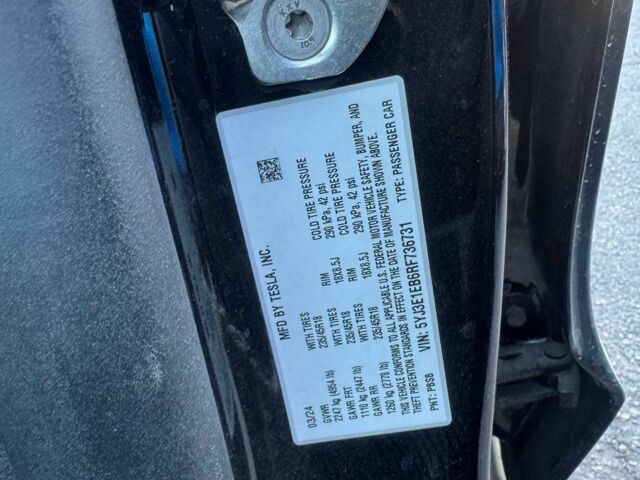 MFD BY TESLA, INC.
03/24
GVWR WITH TIRES RIM COLD TIRE PRESSURE
2247 kg (4954 lb) 235/45R18 18X8.5J 290 kPa, 42 psi
GAWR FRT WITH TIRES RIM COLD TIRE PRESSURE
1110 kg (2447 lb) 235/45R18 18X8.5J 290 kPa, 42 psi
GAWR RR
1260 kg (2778 lb)
THIS VEHICLE CONFORMS TO ALL APPLICABLE U.S. FEDERAL MOTOR VEHICLE SAFETY, BUMPER, AND
THEFT PREVENTION STANDARDS IN EFFECT ON THE DATE OF MANUFACTURE SHOWN ABOVE.
VIN: 5YJ3E1EB6RF736731 TYPE: PASSENGER CAR
PNT: PBSB